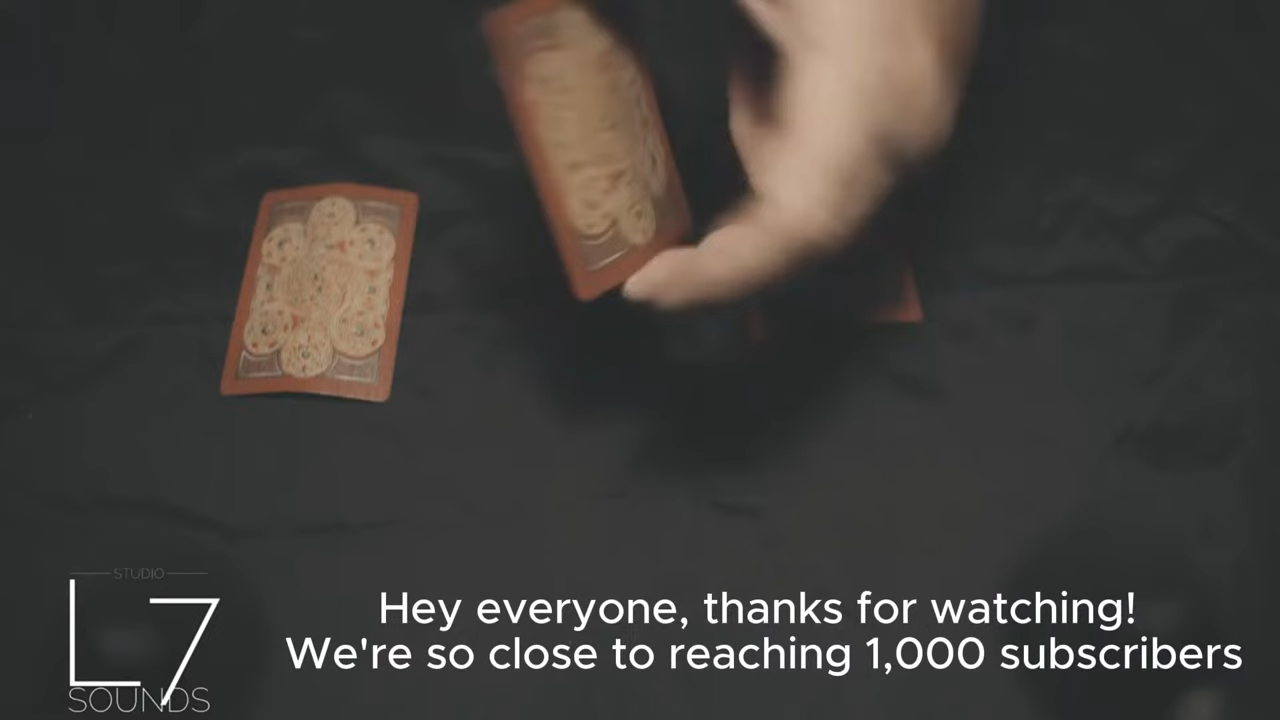 STUDIO
L7
SOUNDS
Hey everyone, thanks for watching!
We're so close to reaching 1,000 subscribers